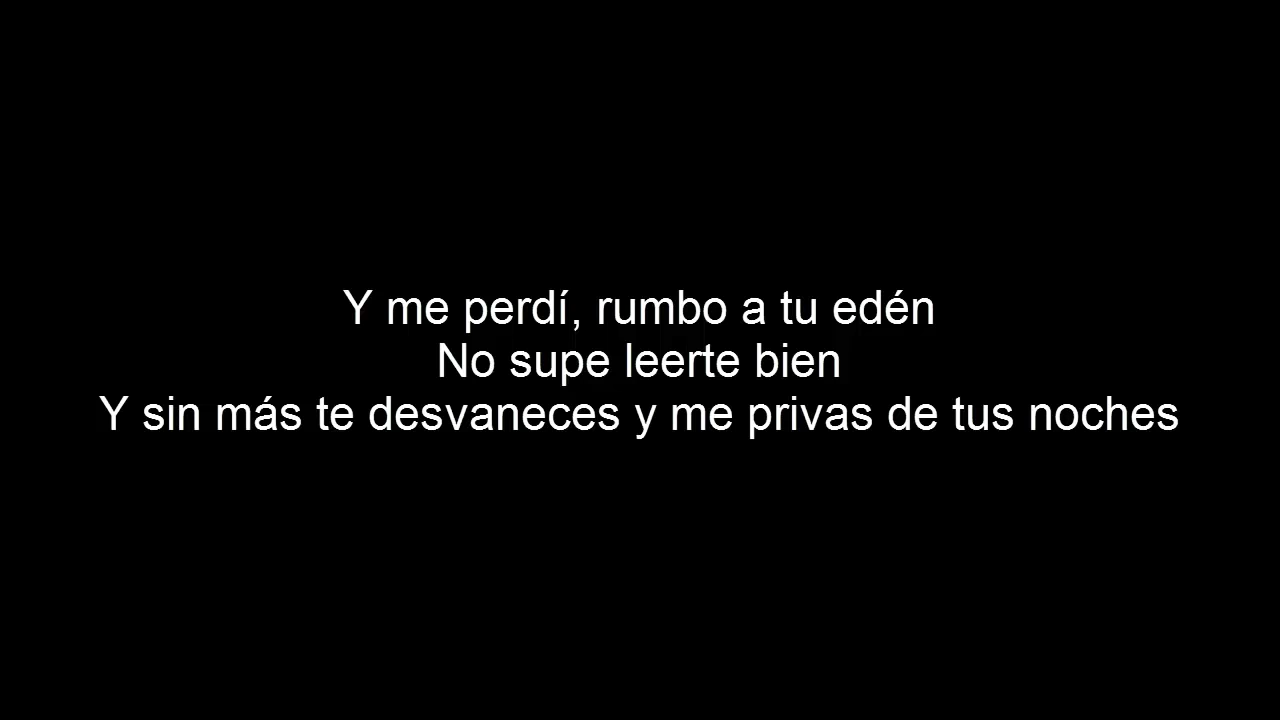 Y me perdí, rumbo a tu edén
No supe leerte bien
Y sin más te desvaneces y me privas de tus noches